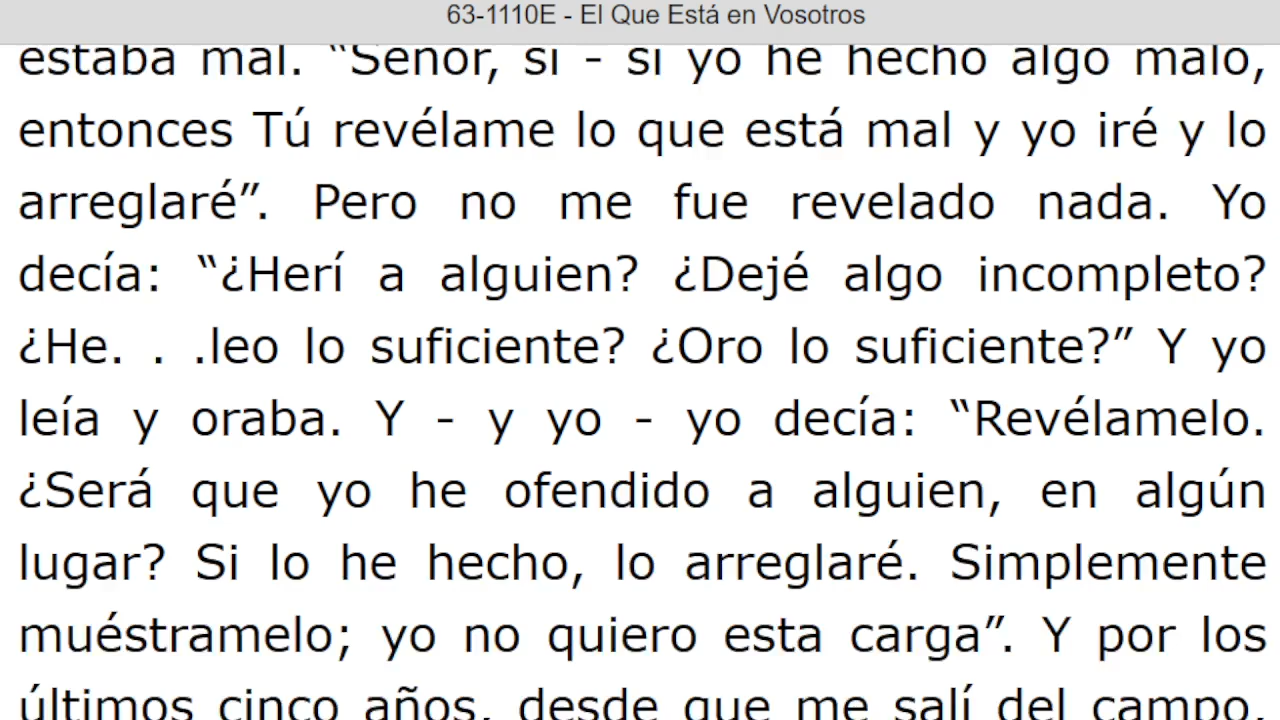 63-1110E - El Que Está en Vosotros
estaba mal. “Señor, si - si yo he hecho algo malo,
entonces Tú revélame lo que está mal y yo iré y lo
arreglaré”. Pero no me fue revelado nada. Yo
decía: “¿Herí a alguien? ¿Dejé algo incompleto?
¿He. . .leo lo suficiente? ¿Oro lo suficiente?” Y yo
leía y oraba. Y - y yo - yo decía: “Revélamelo.
¿Será que yo he ofendido a alguien, en algún
lugar? Si lo he hecho, lo arreglaré. Simplemente
muéstramelo; yo no quiero esta carga”. Y por los
últimos cinco años, desde que me salí del campo,